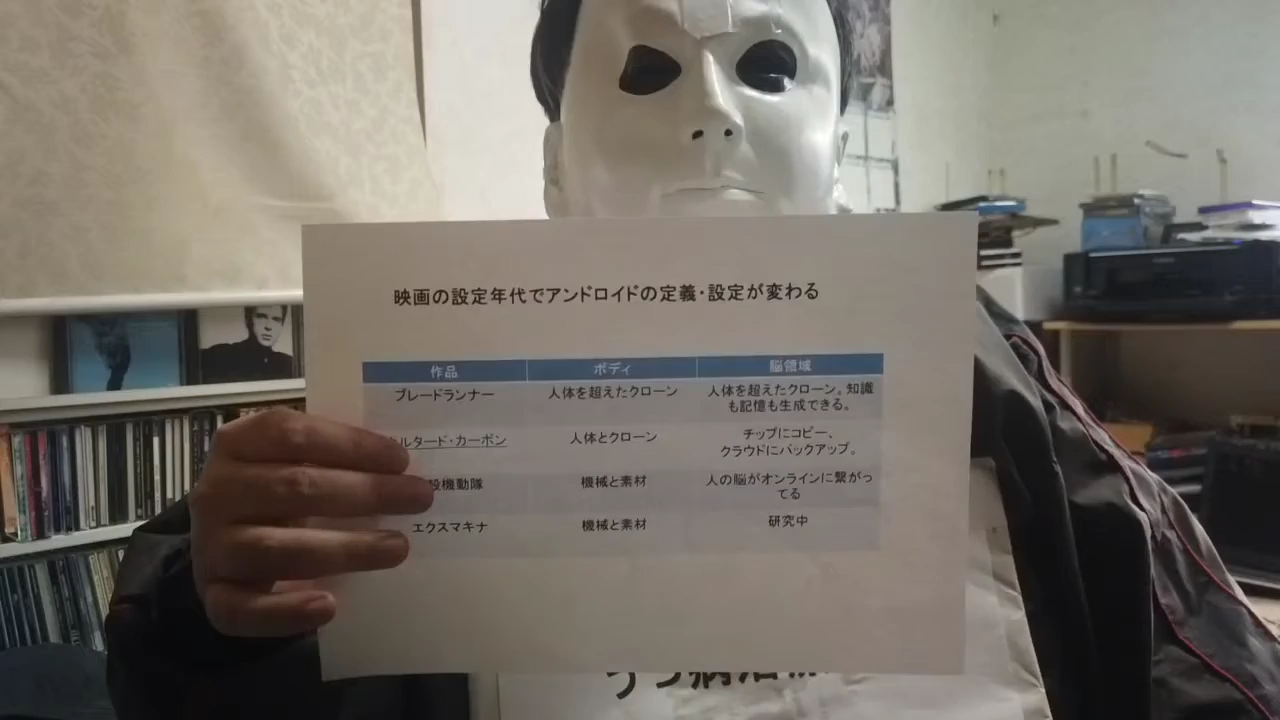 映画の設定年代でアンドロイドの定義・設定が変わる
作品 ボディ 脳領域
ブレードランナー 人体を超えたクローン 人体を超えたクローン。知識
も記憶も生成できる。
ルタード・カーボン 人体とクローン チップにコピー、
クラウドにバックアップ。
殻機動隊 機械と素材 人の脳がオンラインに繋がっ
てる
エクスマキナ 機械と素材 研究中
うつ病